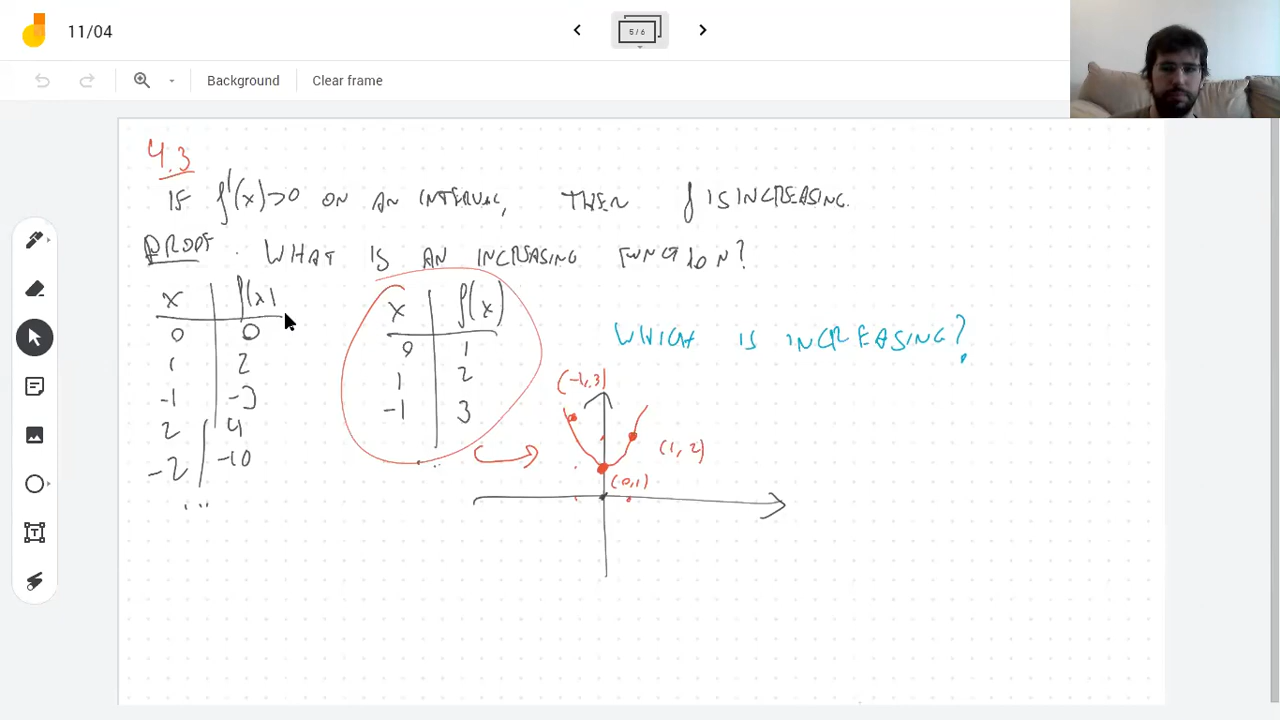 11/04
5 / 6
Background
Clear frame
4.3
IF f'(x)>0 ON AN INTERVAL, THEN f IS INCREASING.
PROOF. WHAT IS AN INCREASING FUNCTION?
x f(x)
0 0
1 2
-1 -3
2 4
-2 -10
...
x f(x)
0 1
1 2
-1 3
...
WHICH IS INCREASING?
(-1,3)
(1,2)
(0,1)